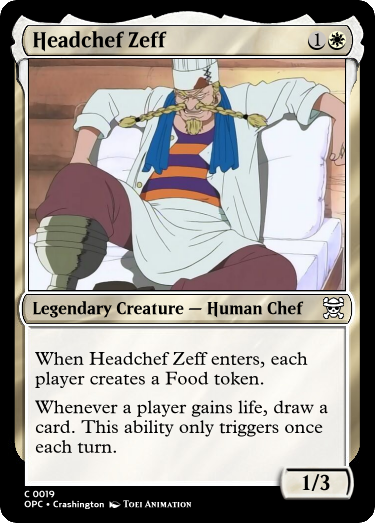 Headchef Zeff 1
Legendary Creature — Human Chef
When Headchef Zeff enters, each
player creates a Food token.
Whenever a player gains life, draw a
card. This ability only triggers once
each turn.
1/3
C 0019
OPC • Crashington TOEI ANIMATION